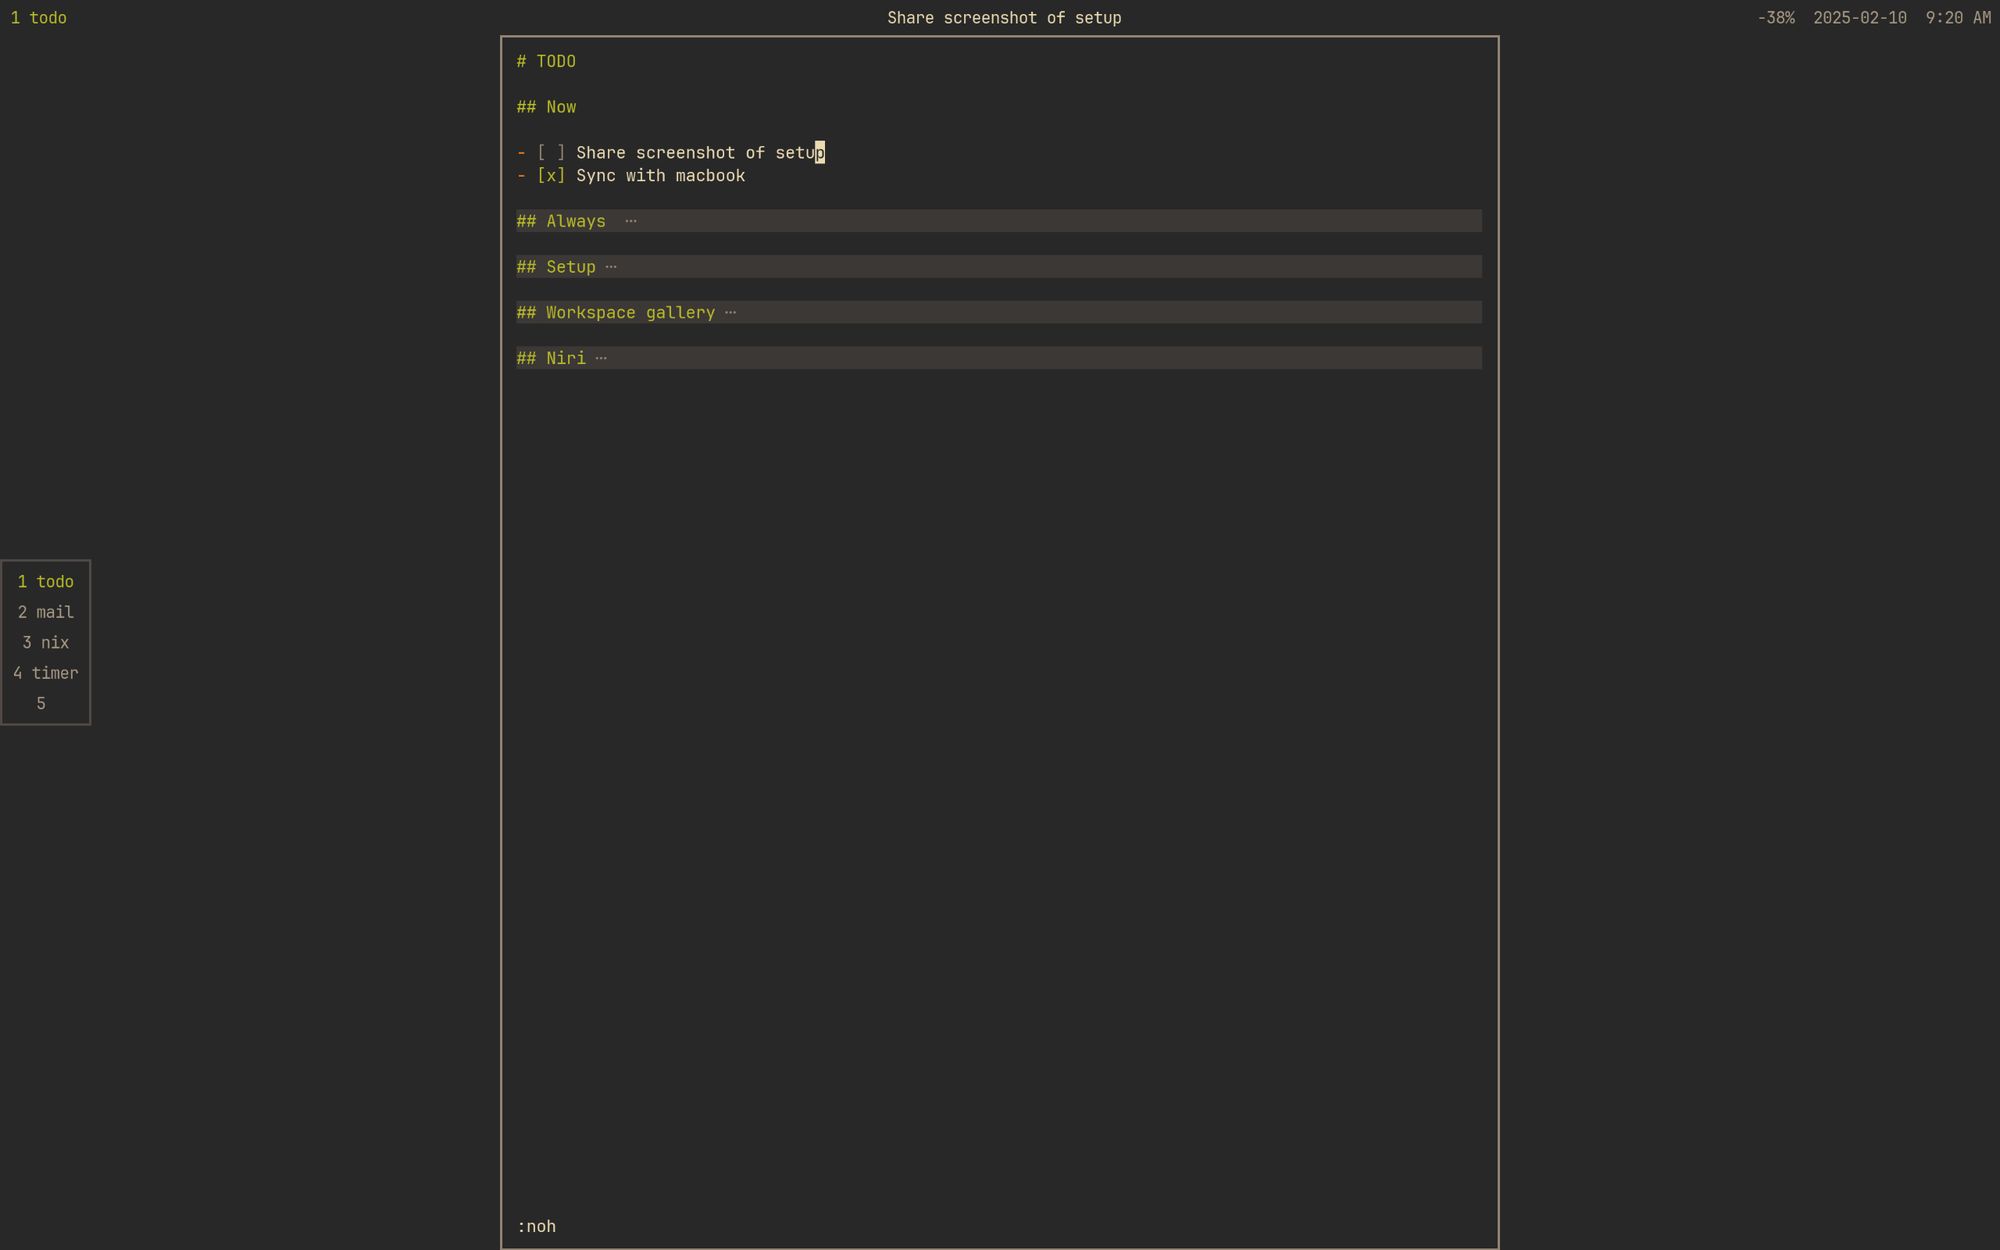 1 todo
Share screenshot of setup
-38% 2025-02-10 9:20 AM
# TODO
## Now
- [ ] Share screenshot of setup
- [x] Sync with macbook
## Always ···
## Setup ···
## Workspace gallery ···
## Niri ···
1 todo
2 mail
3 nix
4 timer
5
:noh